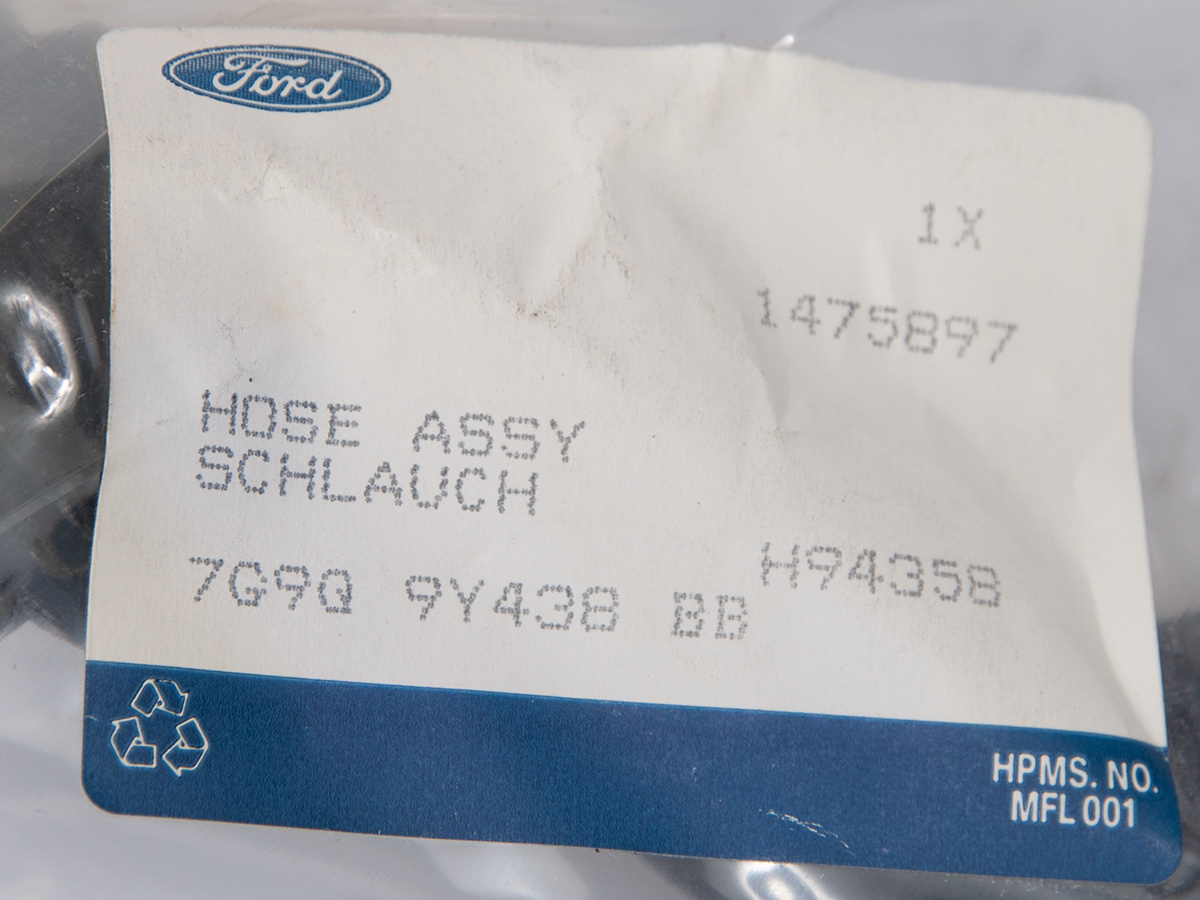 Ford
1X
1475897
HOSE ASSY
SCHLAUCH
7G9Q 9Y438 BB H94358
HPMS. NO.
MFL 001